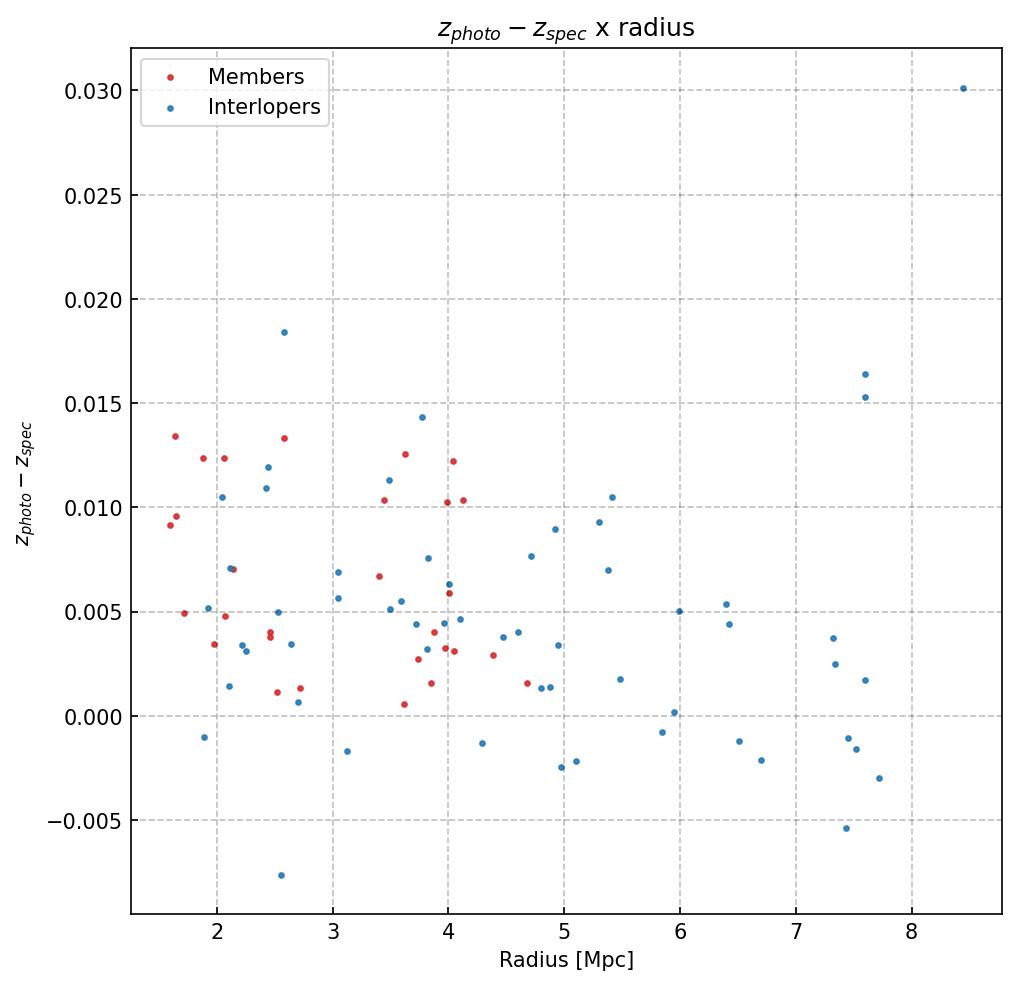 z_photo − z_spec x radius
Members
Interlopers
0.030
0.025
0.020
0.015
0.010
0.005
0.000
−0.005
z_photo − z_spec
2 3 4 5 6 7 8
Radius [Mpc]